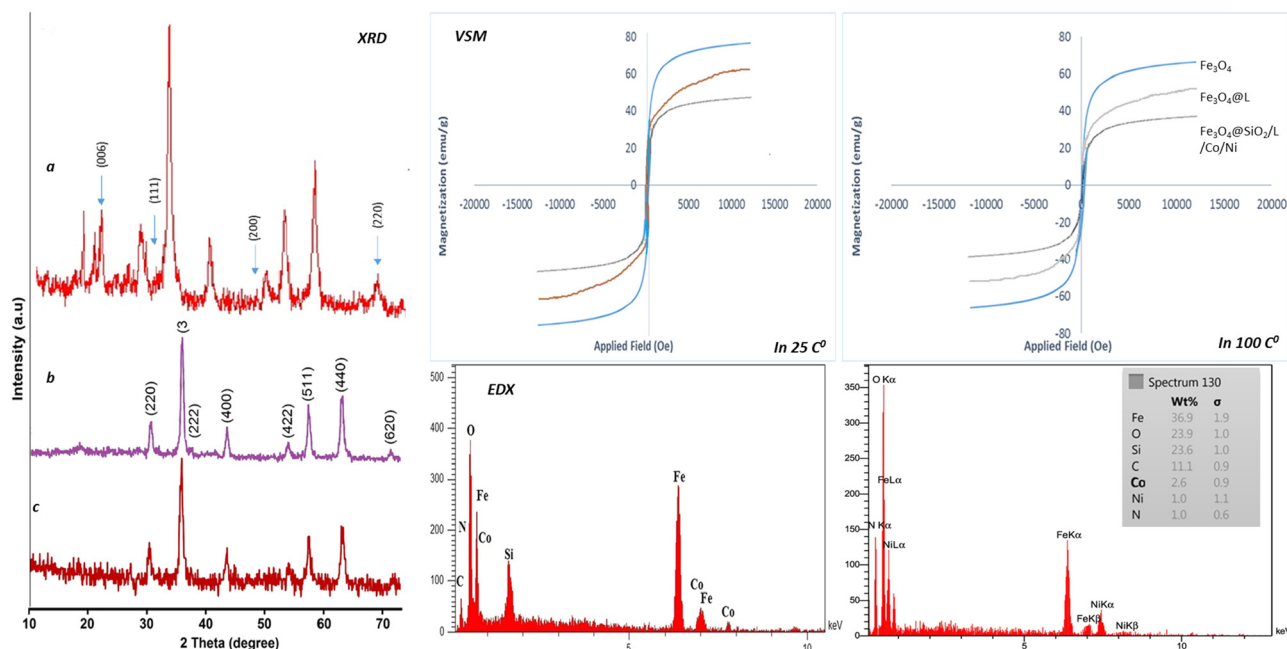 XRD
a
(006)
(111)
(200)
(220)
b
(220)
(3
(222)
(400)
(422)
(511)
(440)
(620)
c
Intensity (a.u)
10 20 30 40 50 60 70
2 Theta (degree)
VSM
Magnetization (emu/g)
80
60
40
20
0
-20000 -15000 -10000 -5000 0 5000 10000 15000 20000
Applied Field (Oe)
In 25 C⁰
Magnetization (emu/g)
80
60
40
20
0
-20000 -15000 -10000 -5000 0 5000 10000 15000 20000
-20
-40
-60
-80
Applied Field (Oe)
In 100 C⁰
Fe₃O₄
Fe₃O₄@L
Fe₃O₄@SiO₂/L
/Co/Ni
EDX
500
400
300
200
100
0
O
Fe
N
Co
C
Si
Fe
Co
Fe
Co
5 10
keV
350
300
250
200
150
100
50
0
O Kα
FeLα
N Kα
NiLα
FeKα
FeKβ
NiKα
NiKβ
5 10
keV
Spectrum 130
Wt% σ
Fe 36.9 1.9
O 23.9 1.0
Si 23.6 1.0
C 11.1 0.9
Co 2.6 0.9
Ni 1.0 1.1
N 1.0 0.6